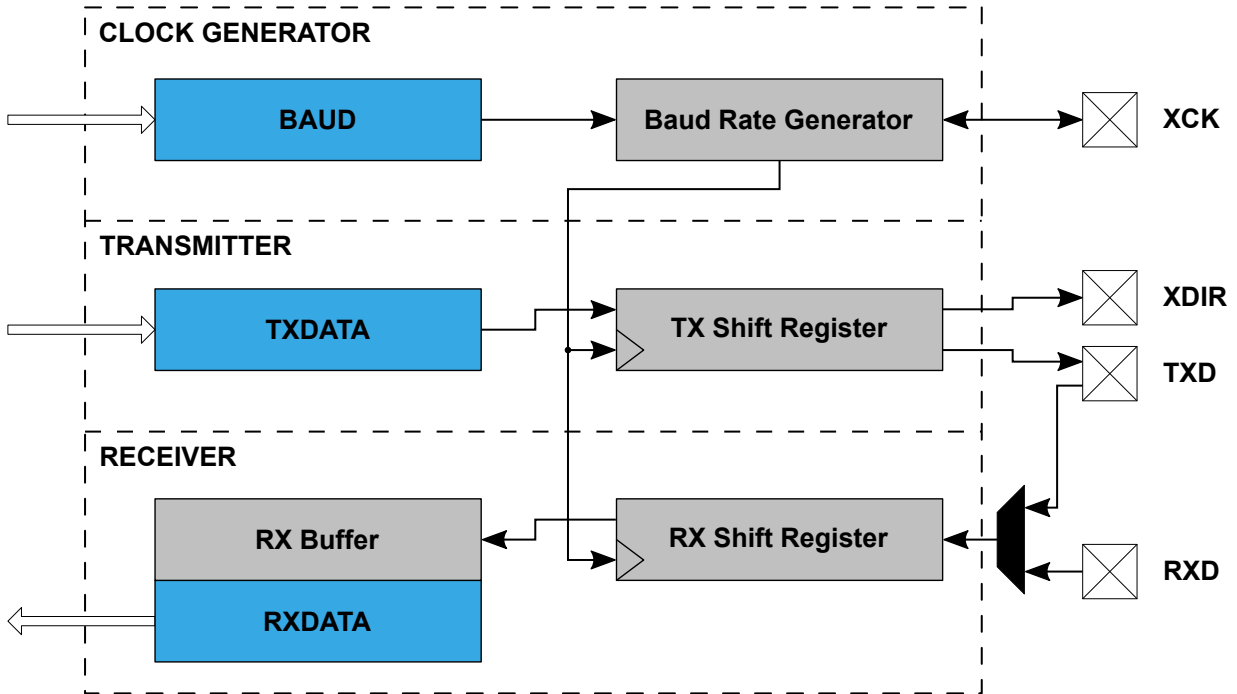 CLOCK GENERATOR
BAUD
Baud Rate Generator
XCK
TRANSMITTER
TXDATA
TX Shift Register
XDIR
TXD
RECEIVER
RX Buffer
RX Shift Register
RXD
RXDATA